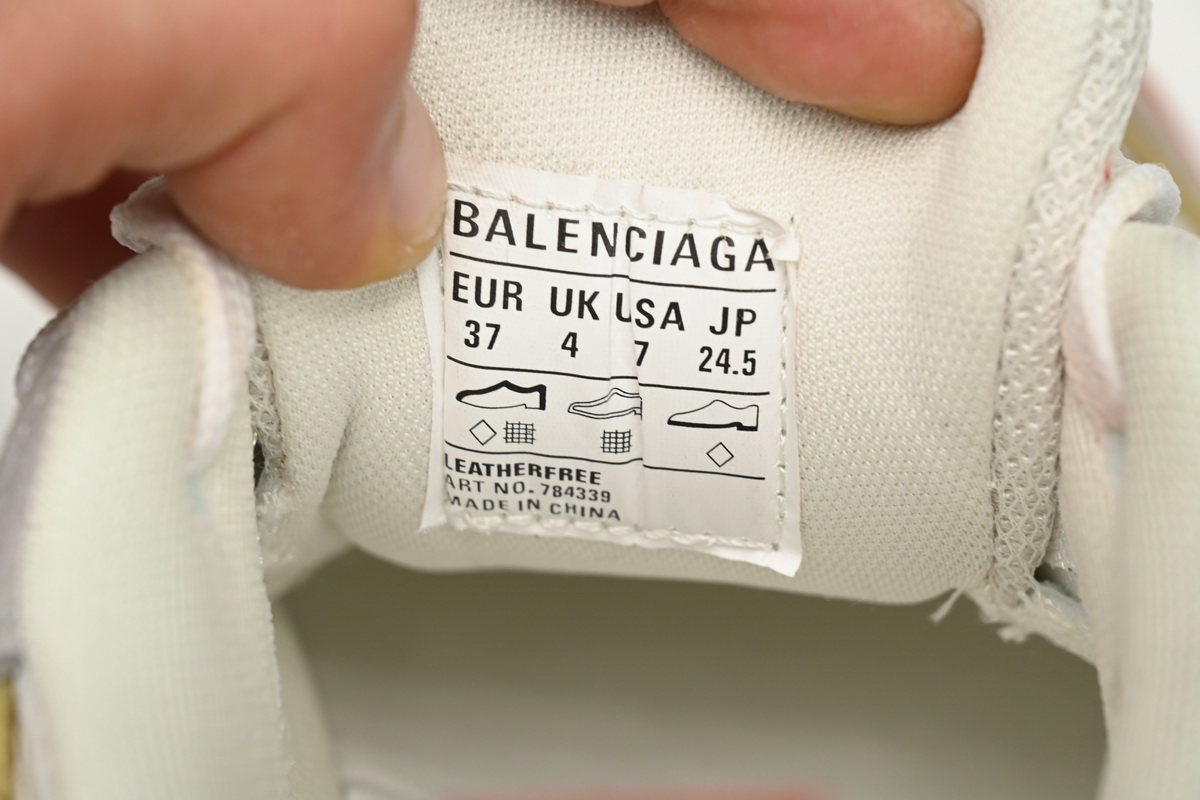 BALENCIAGA
EUR UK USA JP
37 4 7 24.5
LEATHERFREE
ART NO. 784339
MADE IN CHINA